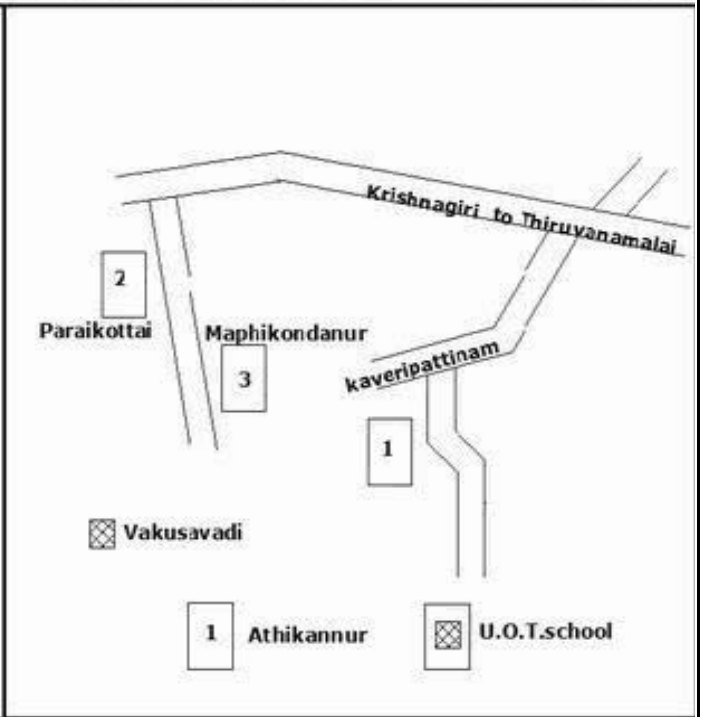 Krishnagiri to Thiruvanamalai
2
Paraikottai
Maphikondanur
3
kaveripattinam
1
Vakusavadi
1 Athikannur
U.O.T.school